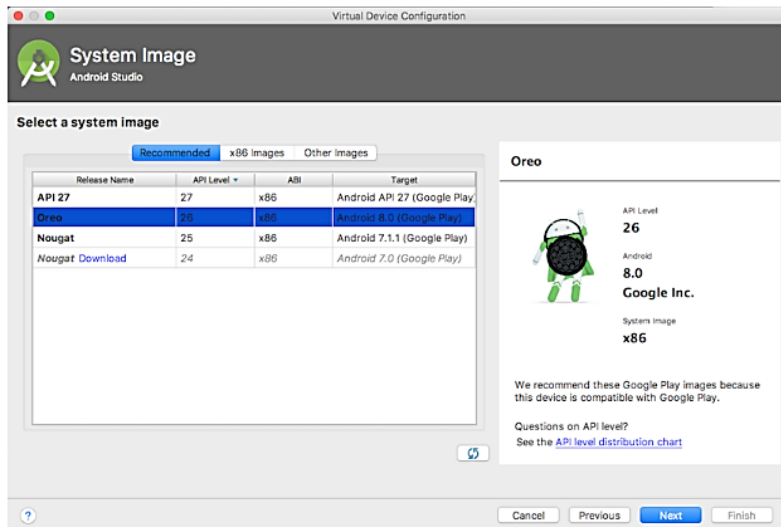 Virtual Device Configuration
System Image
Android Studio
Select a system image
Recommended x86 Images Other Images
Release Name API Level ABI Target
API 27 27 x86 Android API 27 (Google Play)
Oreo 26 x86 Android 8.0 (Google Play)
Nougat 25 x86 Android 7.1.1 (Google Play)
Nougat Download 24 x86 Android 7.0 (Google Play)
Oreo
API Level
26
Android
8.0
Google Inc.
System Image
x86
We recommend these Google Play images because
this device is compatible with Google Play.
Questions on API level?
See the API level distribution chart
? Cancel Previous Next Finish